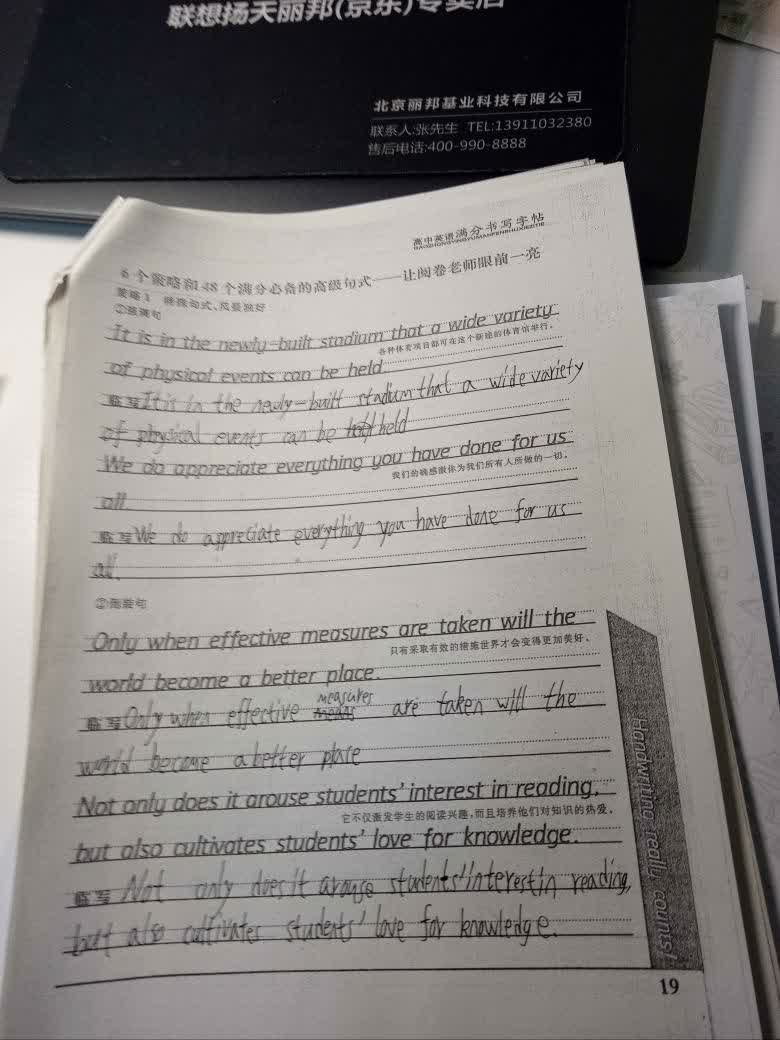 联想扬天丽邦(京东)专卖店
北京丽邦基业科技有限公司
联系人:张先生 TEL:13911032380
售后电话:400-990-8888
高中英语满分书写字帖
GAOZHONGYINGYUMANFENSHUXIEZITIE
6个策略和48个满分必备的高级句式——让阅卷老师眼前一亮
策略1 特殊句式、风景独好
①强调句
It is in the newly-built stadium that a wide variety
各种体育项目都可在这个新建的体育馆举行。
of physical events can be held.
临写 It is in the newly-built stadium that a wide variety
of physical events can be held
We do appreciate everything you have done for us
我们的确感激你为我们所有人所做的一切。
all.
临写 We do appreciate everything you have done for us
all.
②倒装句
Only when effective measures are taken will the
只有采取有效的措施世界才会变得更加美好。
world become a better place.
临写 Only when effective measures are taken will the
world become a better place
Not only does it arouse students' interest in reading,
它不仅激发学生的阅读兴趣,而且培养他们对知识的热爱。
but also cultivates students' love for knowledge.
临写 Not only does it arouse students' interest in reading,
but also cultivates students' love for knowledge.
Handwriting really counts!
19